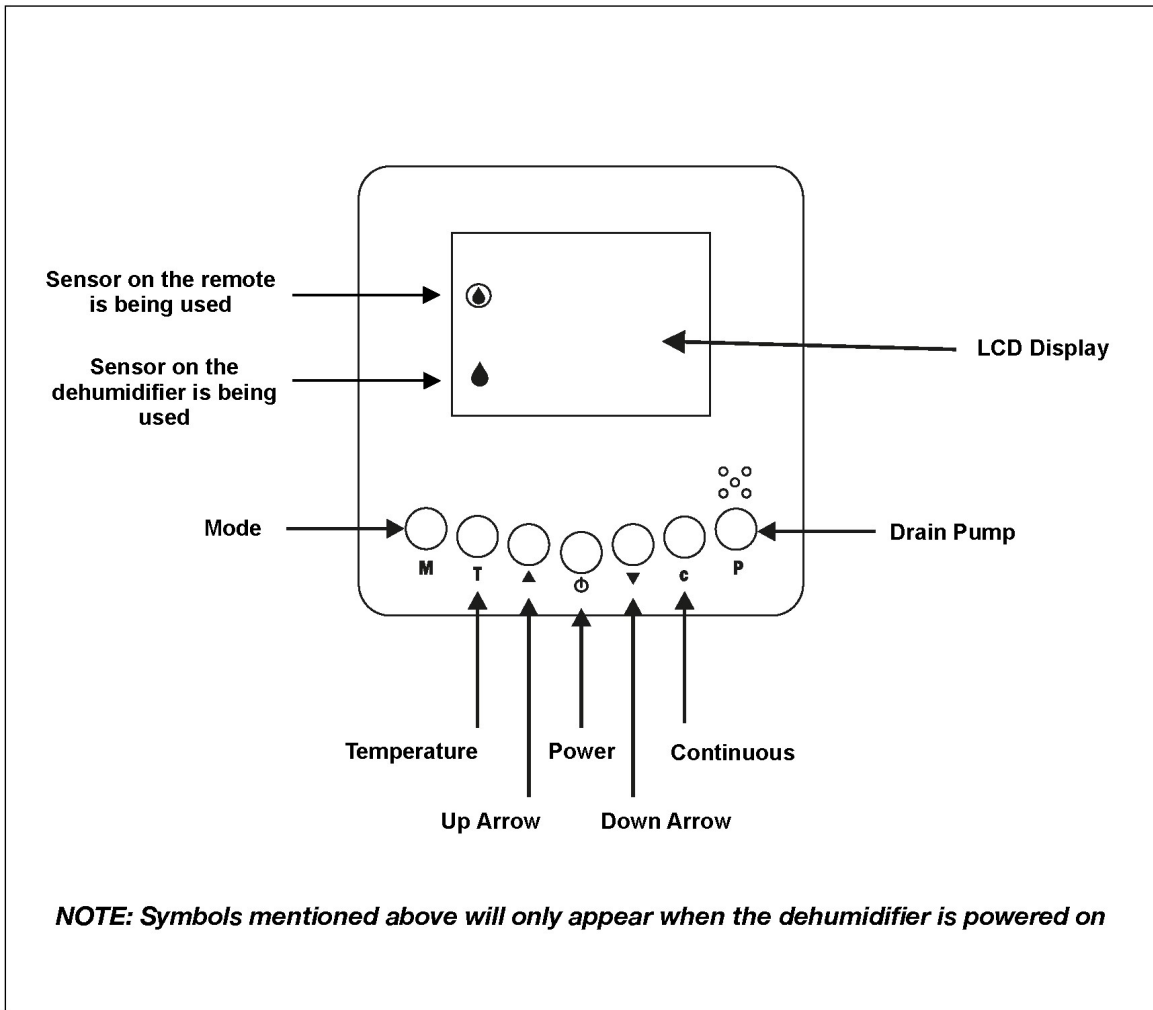 Sensor on the remote
is being used
LCD Display
Sensor on the
dehumidifier is being
used
Mode
Drain Pump
M
T
▲
⏻
▼
c
P
Temperature
Power
Continuous
Up Arrow
Down Arrow
NOTE: Symbols mentioned above will only appear when the dehumidifier is powered on